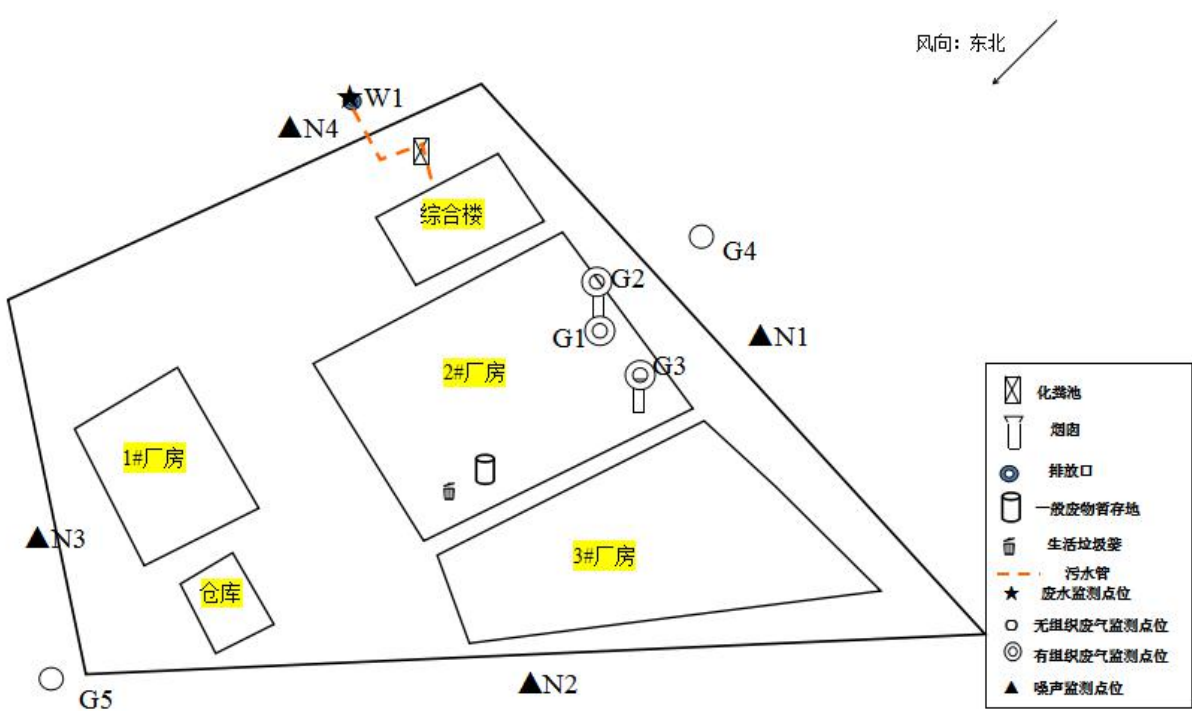 风向：东北
W1
N4
综合楼
G4
G2
G1
N1
G3
2#厂房
1#厂房
N3
3#厂房
仓库
G5
N2
化粪池
烟囱
排放口
一般废物暂存地
生活垃圾篓
污水管
废水监测点位
无组织废气监测点位
有组织废气监测点位
噪声监测点位